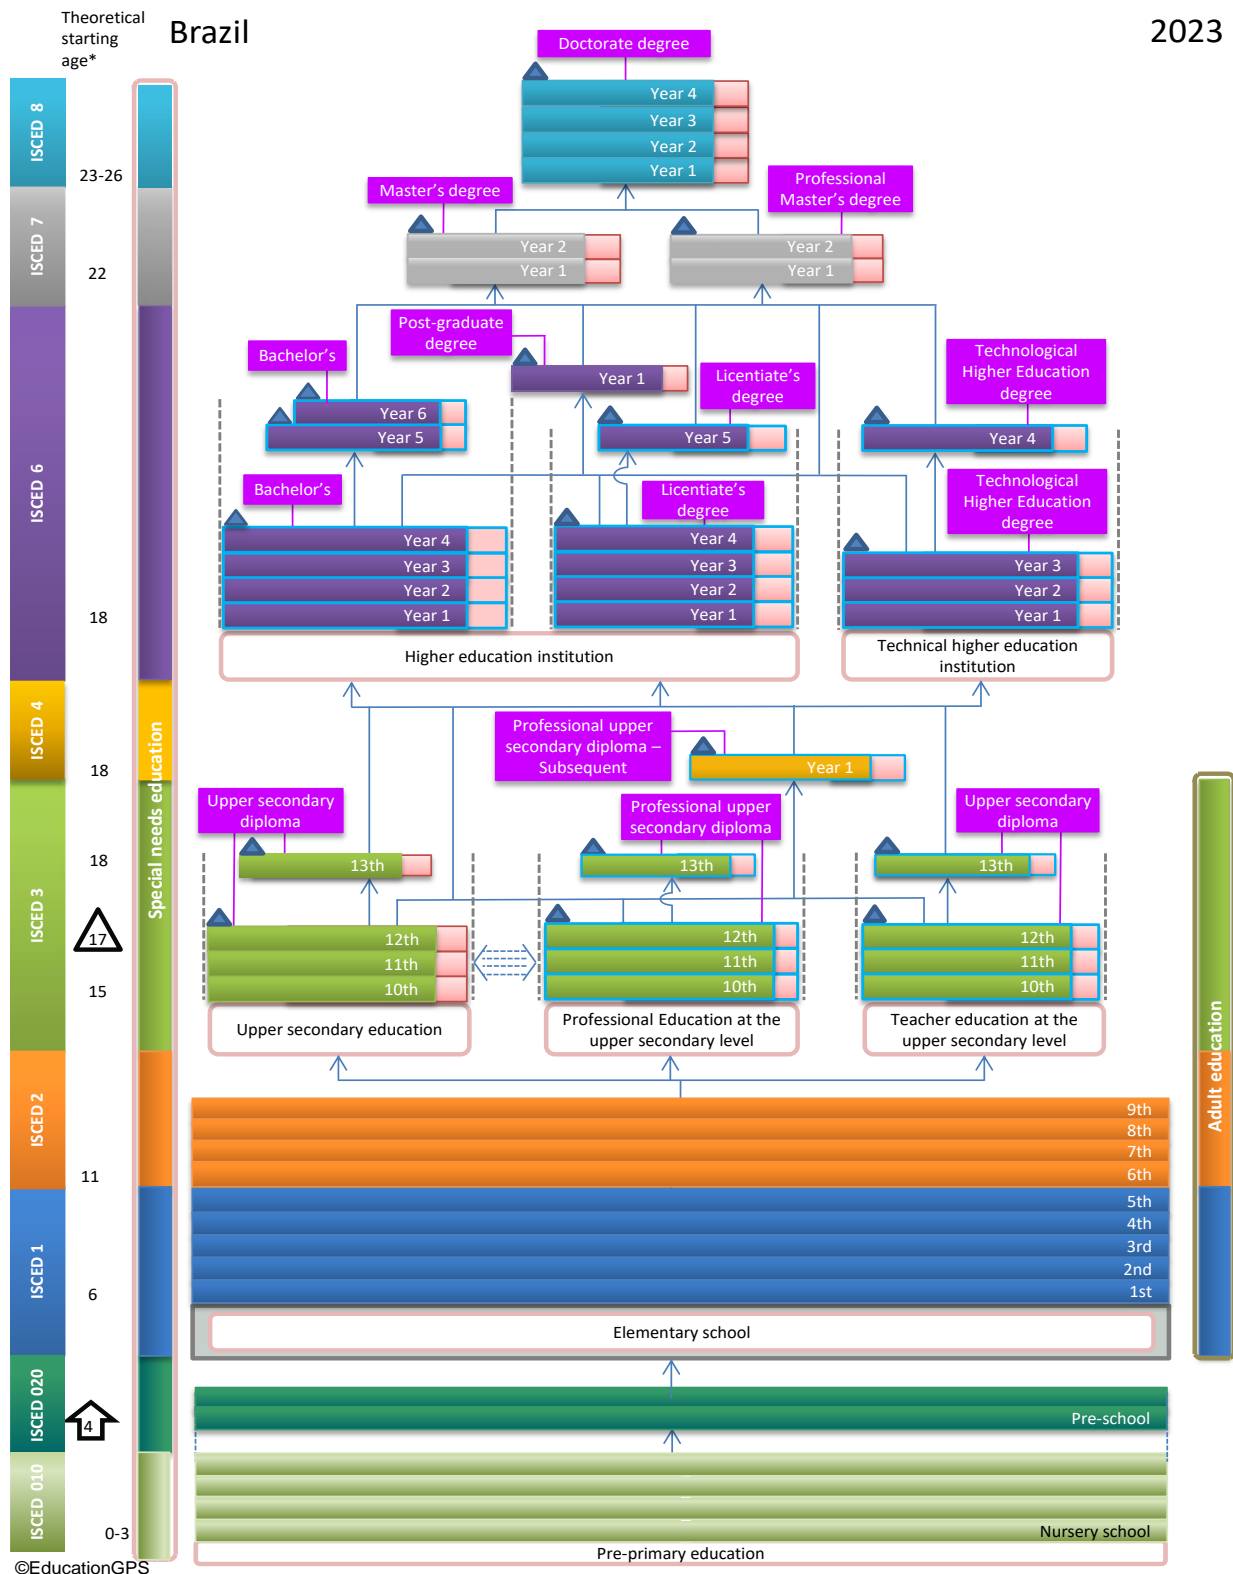 Theoretical
starting
age*
Brazil
2023
Doctorate degree
ISCED 8
Year 4
Year 3
Year 2
Year 1
23-26
Master's degree
Professional
Master's degree
ISCED 7
Year 2
Year 1
Year 2
Year 1
22
Post-graduate
degree
Bachelor's
Year 1
Licentiate's
degree
Technological
Higher Education
degree
Year 6
Year 5
Year 5
Year 4
ISCED 6
Bachelor's
Licentiate's
degree
Technological
Higher Education
degree
Year 4
Year 3
Year 2
Year 1
Year 4
Year 3
Year 2
Year 1
Year 3
Year 2
Year 1
18
Higher education institution
Technical higher education
institution
ISCED 4
Professional upper
secondary diploma –
Subsequent
Year 1
18
Special needs education
Upper secondary
diploma
Professional upper
secondary diploma
Upper secondary
diploma
18
13th
13th
13th
ISCED 3
17
12th
11th
10th
12th
11th
10th
12th
11th
10th
15
Upper secondary education
Professional Education at the
upper secondary level
Teacher education at the
upper secondary level
Adult education
ISCED 2
9th
8th
7th
6th
11
ISCED 1
5th
4th
3rd
2nd
1st
6
Elementary school
ISCED 020
4
Pre-school
ISCED 010
0-3
Nursery school
Pre-primary education
©EducationGPS